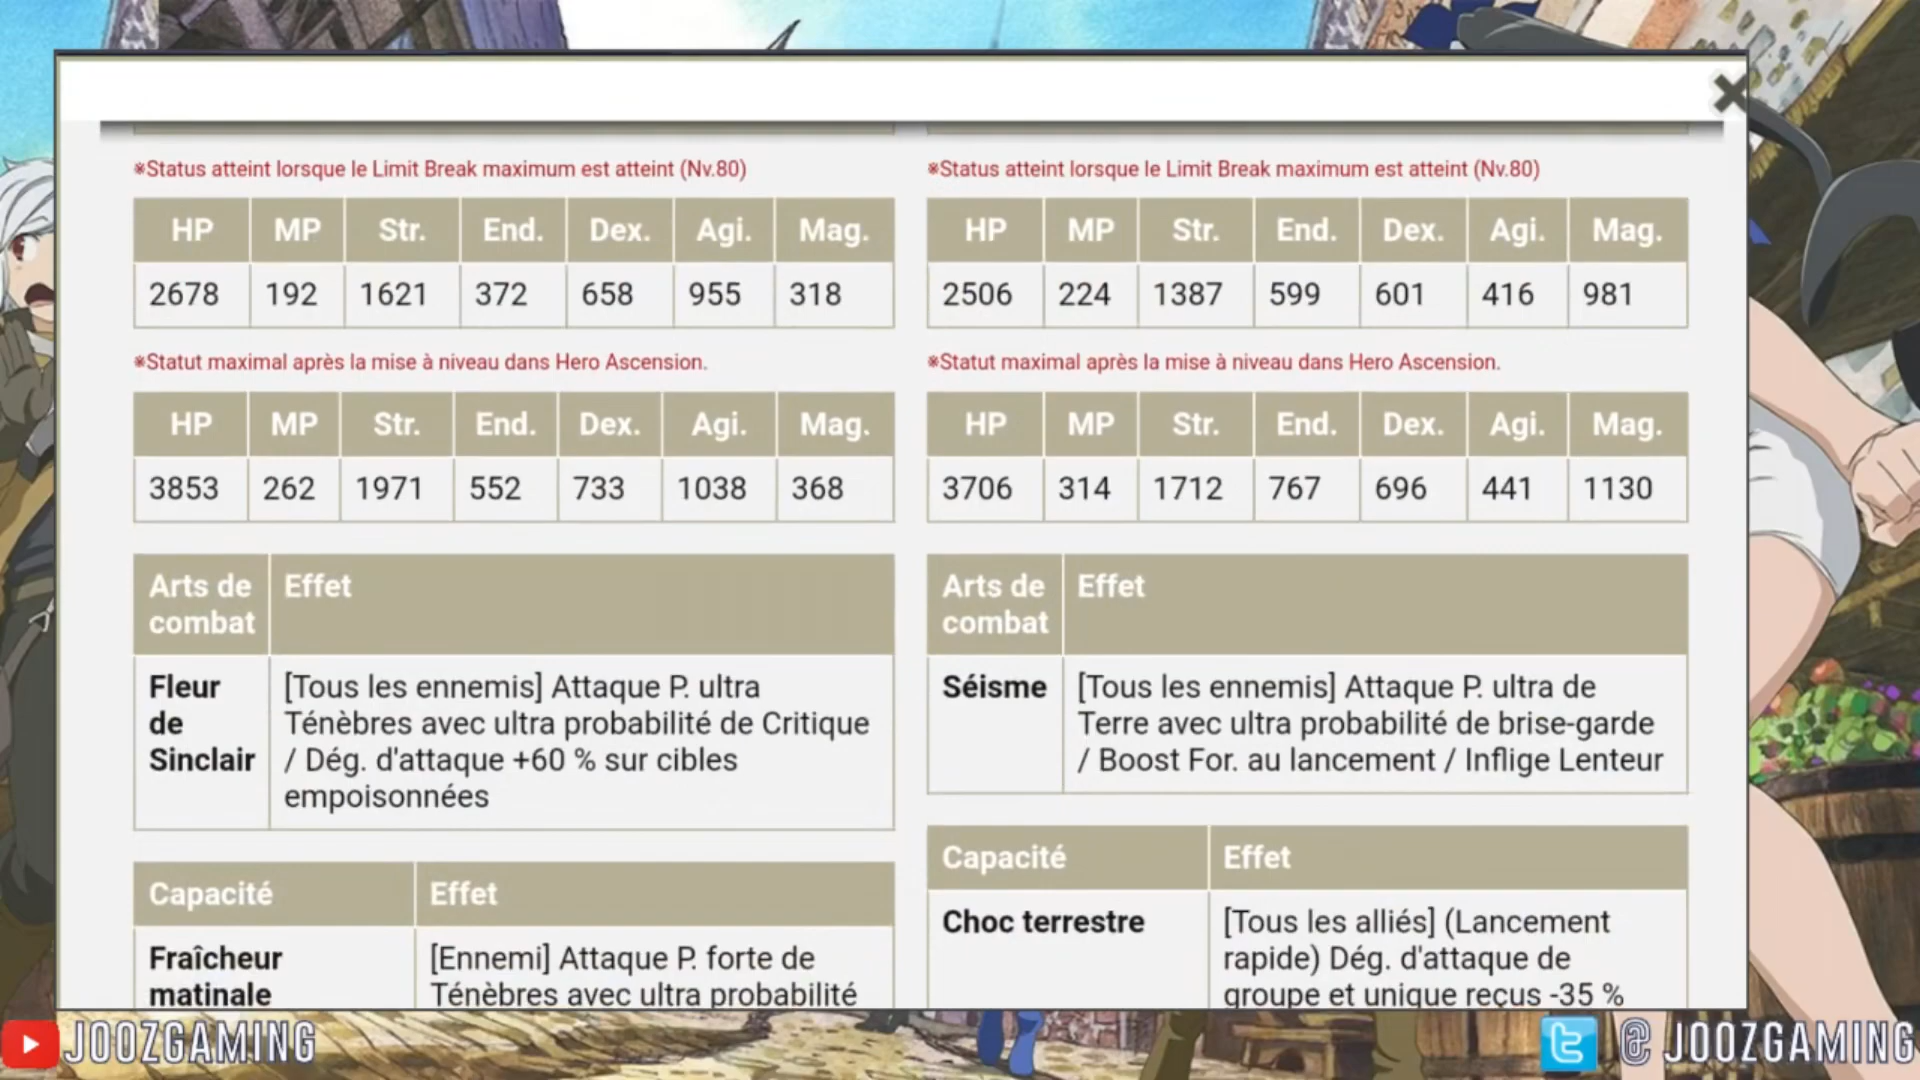 ※Status atteint lorsque le Limit Break maximum est atteint (Nv.80)
HP MP Str. End. Dex. Agi. Mag.
2678 192 1621 372 658 955 318
※Statut maximal après la mise à niveau dans Hero Ascension.
HP MP Str. End. Dex. Agi. Mag.
3853 262 1971 552 733 1038 368
Arts de
combat
Effet
Fleur
de
Sinclair
[Tous les ennemis] Attaque P. ultra
Ténèbres avec ultra probabilité de Critique
/ Dég. d'attaque +60 % sur cibles
empoisonnées
Capacité Effet
Fraîcheur
matinale
[Ennemi] Attaque P. forte de
Ténèbres avec ultra probabilité
※Status atteint lorsque le Limit Break maximum est atteint (Nv.80)
HP MP Str. End. Dex. Agi. Mag.
2506 224 1387 599 601 416 981
※Statut maximal après la mise à niveau dans Hero Ascension.
HP MP Str. End. Dex. Agi. Mag.
3706 314 1712 767 696 441 1130
Arts de
combat
Effet
Séisme
[Tous les ennemis] Attaque P. ultra de
Terre avec ultra probabilité de brise-garde
/ Boost For. au lancement / Inflige Lenteur
Capacité Effet
Choc terrestre
[Tous les alliés] (Lancement
rapide) Dég. d'attaque de
groupe et unique reçus -35 %
JOOZGAMING
@ JOOZGAMING